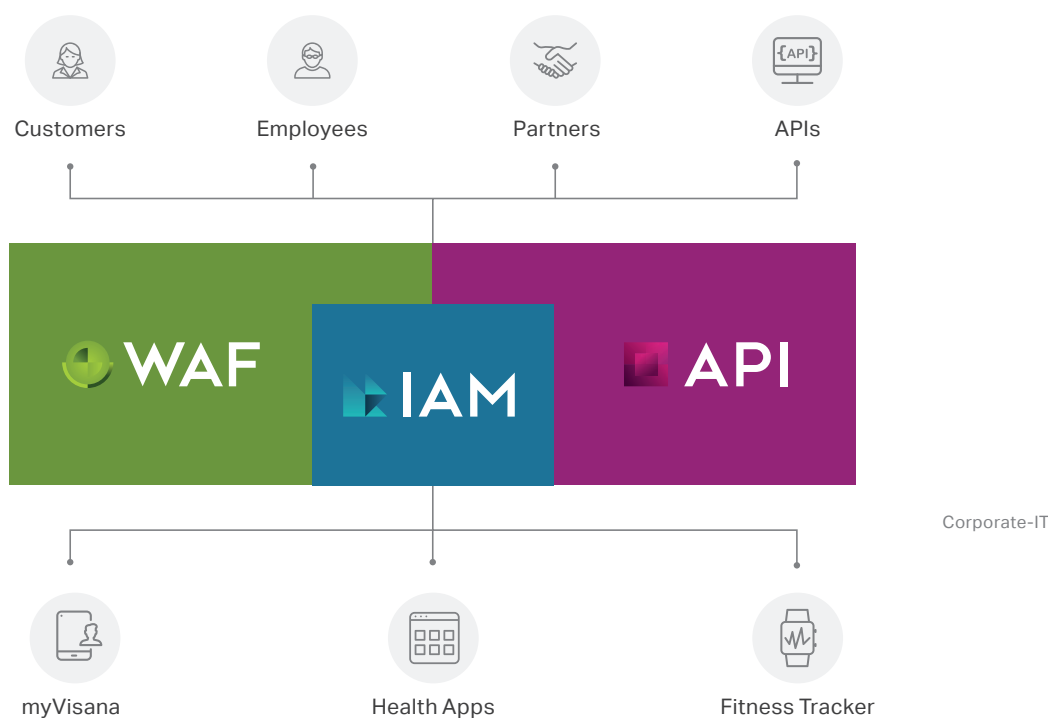 {API}
Customers
Employees
Partners
APIs
WAF
IAM
API
Corporate-IT
myVisana
Health Apps
Fitness Tracker